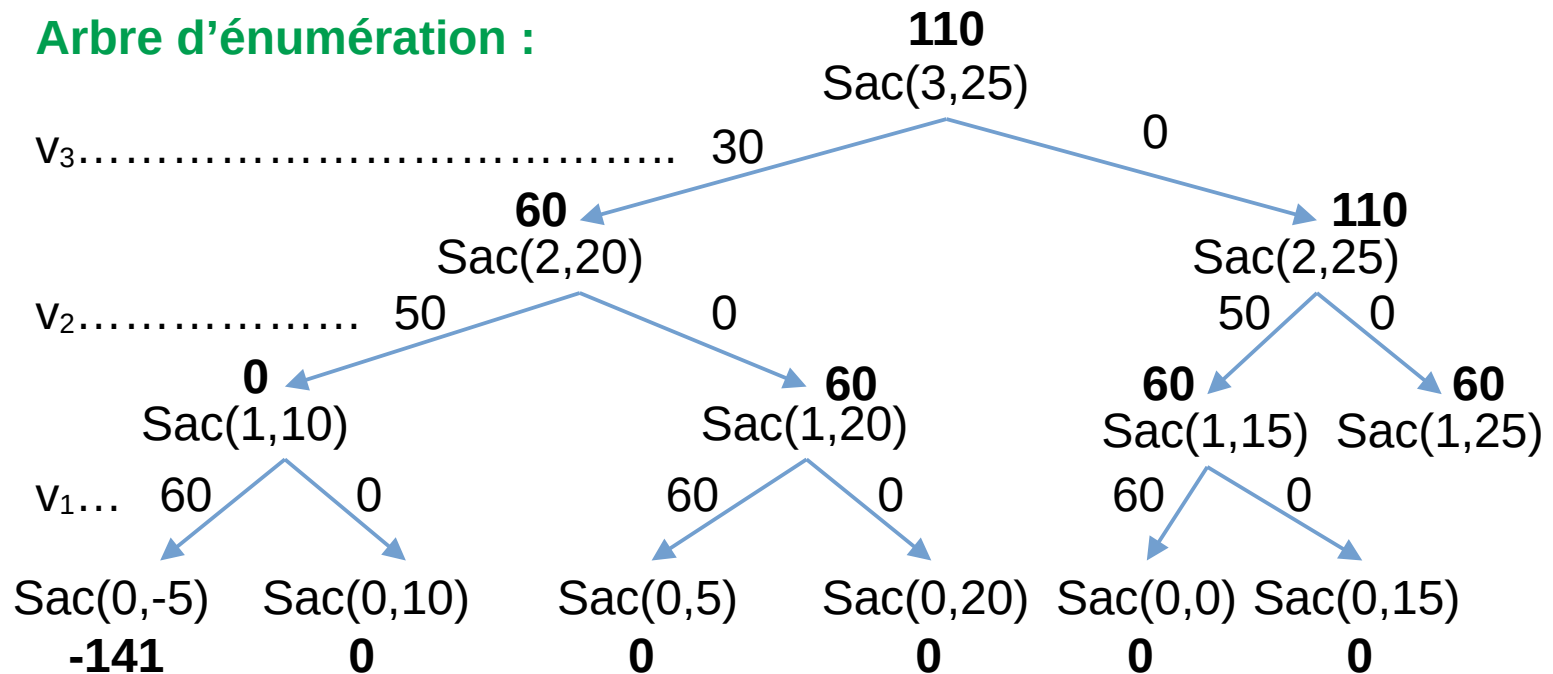 Arbre d’énumération :
110
Sac(3,25)
v₃………………………………..
30
0
60
110
Sac(2,20)
Sac(2,25)
v₂………………
50
0
50
0
0
60
60
60
Sac(1,10)
Sac(1,20)
Sac(1,15)
Sac(1,25)
v₁…
60
0
60
0
60
0
Sac(0,-5)
Sac(0,10)
Sac(0,5)
Sac(0,20)
Sac(0,0)
Sac(0,15)
-141
0
0
0
0
0